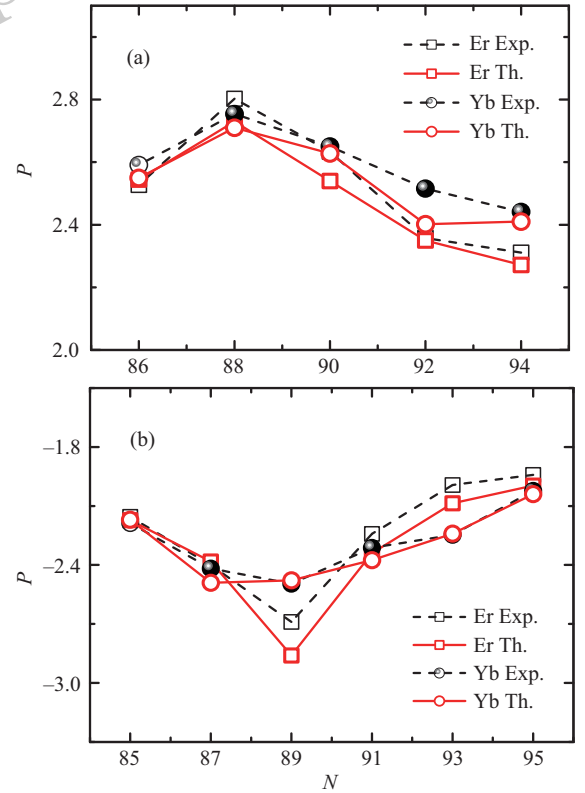 (a)
Er Exp.
Er Th.
Yb Exp.
Yb Th.
P
2.8
2.4
2.0
86 88 90 92 94
(b)
Er Exp.
Er Th.
Yb Exp.
Yb Th.
P
−1.8
−2.4
−3.0
85 87 89 91 93 95
N